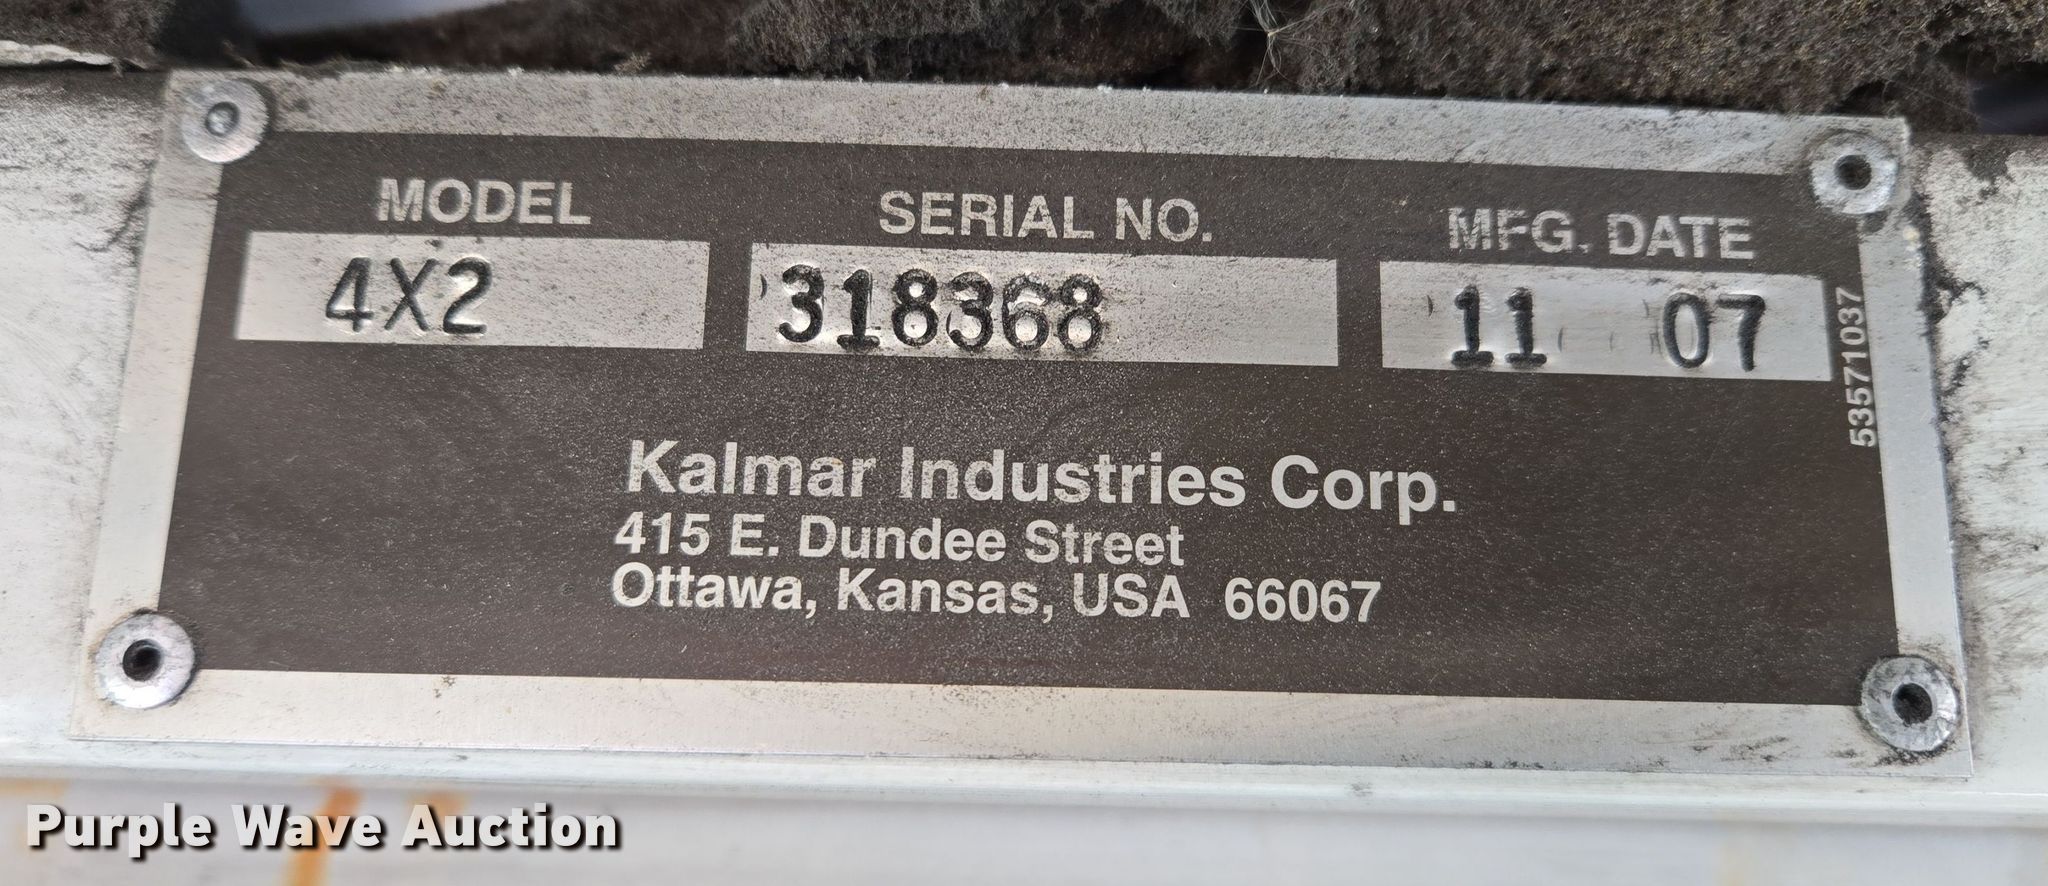 MODEL SERIAL NO. MFG. DATE
4X2 318368 11 07
53571037
Kalmar Industries Corp.
415 E. Dundee Street
Ottawa, Kansas, USA 66067
Purple Wave Auction